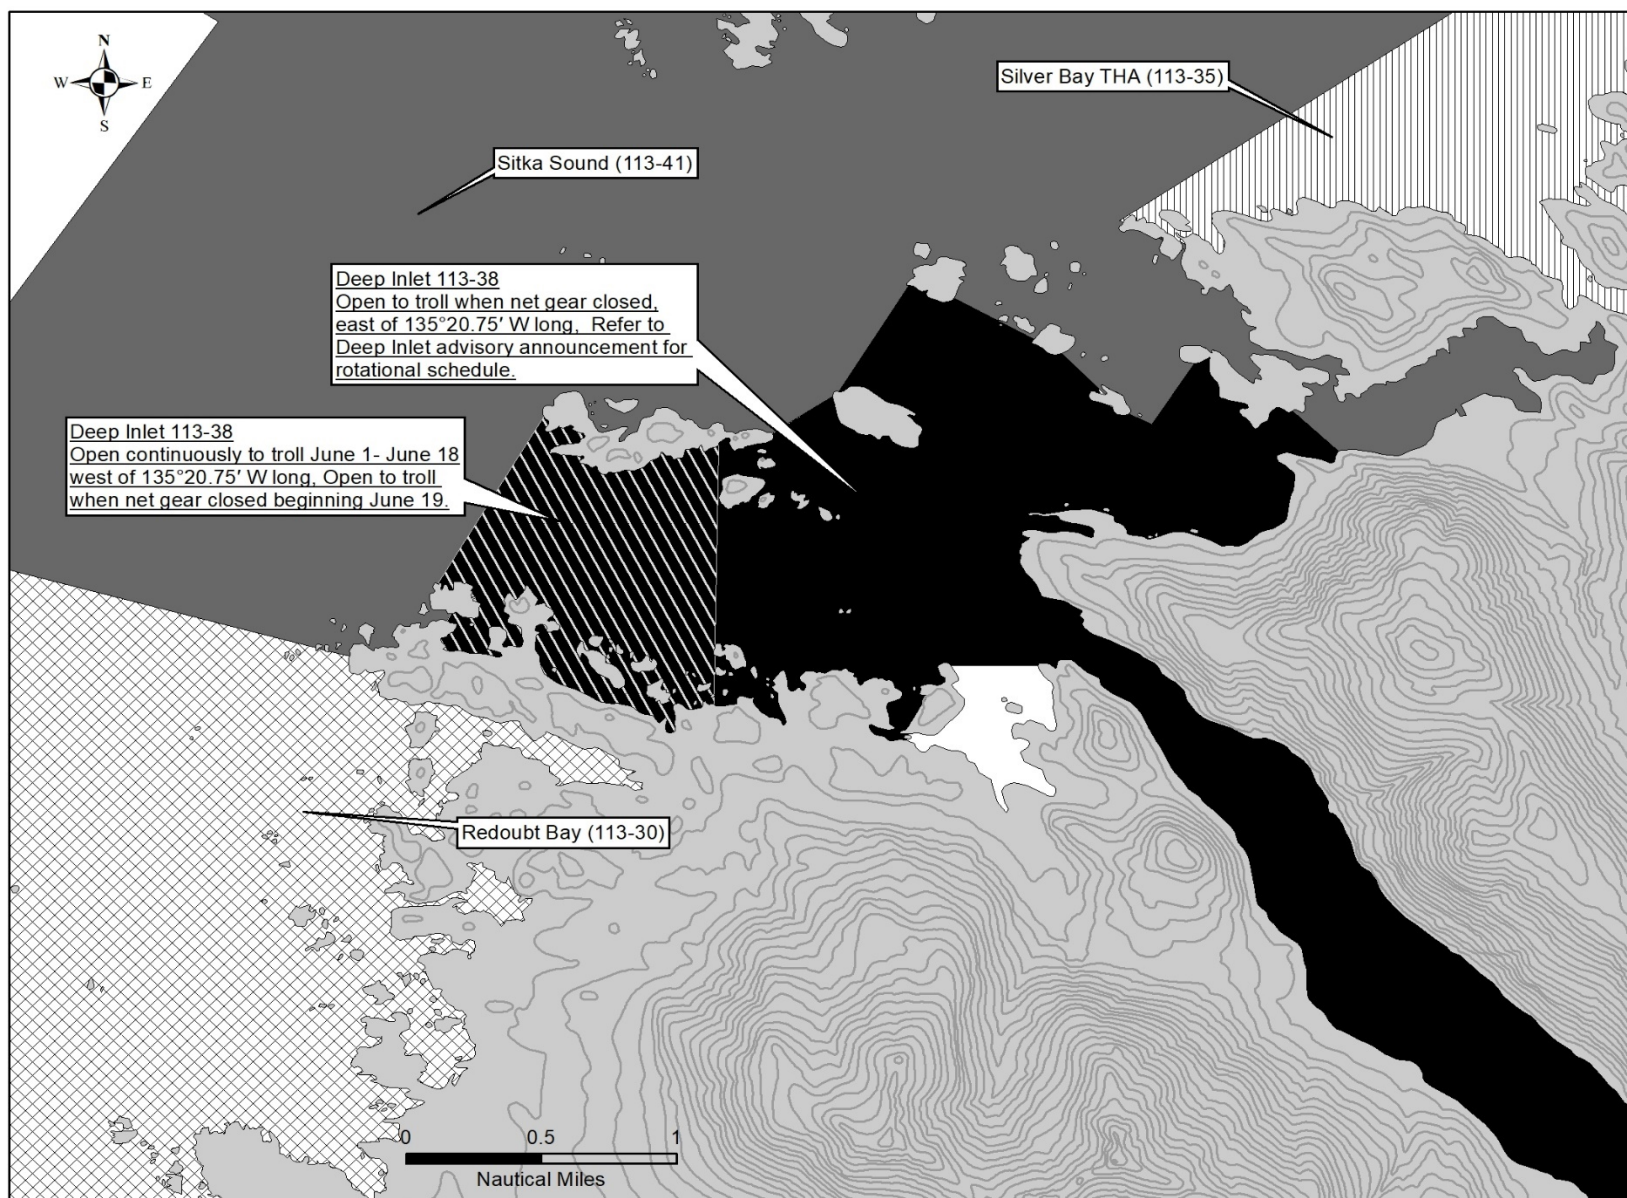 N
W E
S
Silver Bay THA (113-35)
Sitka Sound (113-41)
Deep Inlet 113-38
Open to troll when net gear closed,
east of 135°20.75' W long, Refer to
Deep Inlet advisory announcement for
rotational schedule.
Deep Inlet 113-38
Open continuously to troll June 1- June 18
west of 135°20.75' W long, Open to troll
when net gear closed beginning June 19.
Redoubt Bay (113-30)
0 0.5 1
Nautical Miles